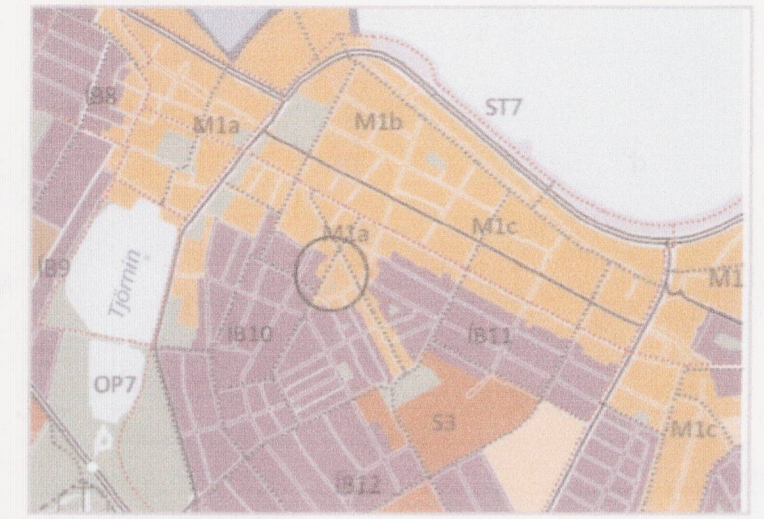 ÍB8
M1a
M1b
ST7
M1a
M1c
M1
ÍB9
Tjörnin
ÍB10
ÍB11
OP7
S3
M1c
ÍB12